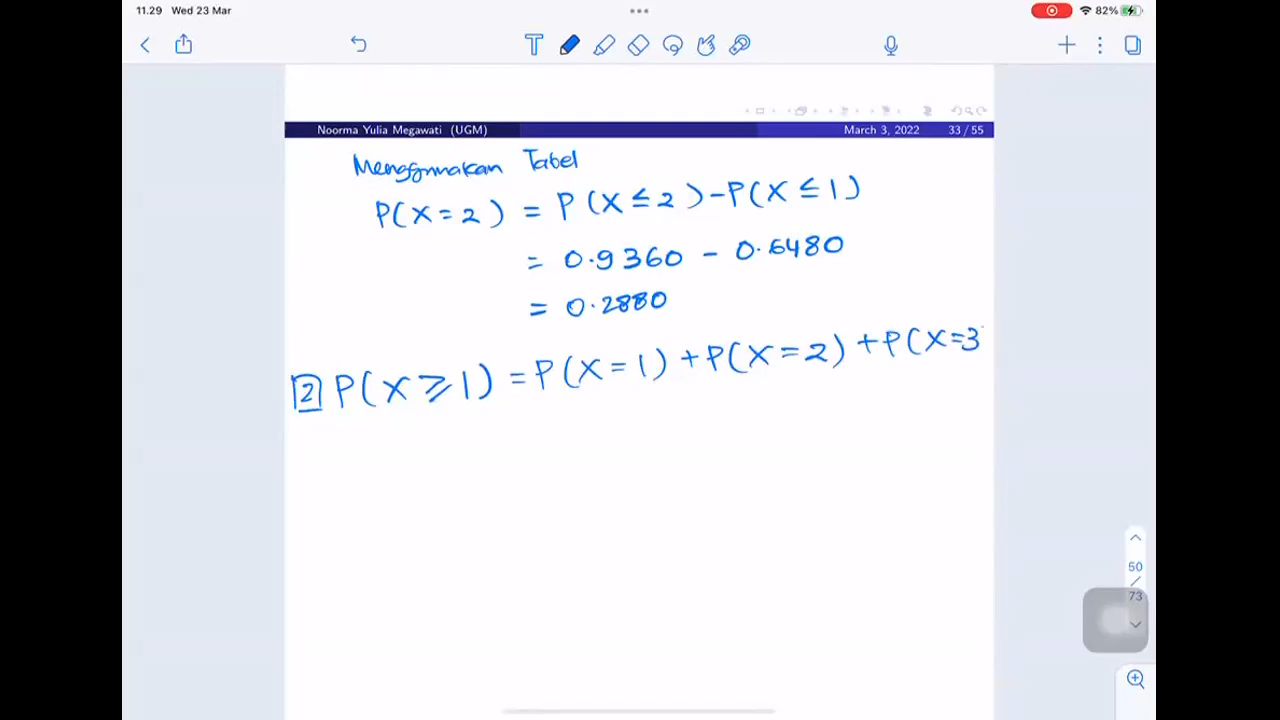 11.29 Wed 23 Mar
82%
T
Noorma Yulia Megawati (UGM) March 3, 2022 33 / 55
Menggunakan Tabel
P(X = 2) = P(X ≤ 2) - P(X ≤ 1)
= 0.9360 - 0.6480
= 0.2880
2 P(X ≥ 1) = P(X = 1) + P(X = 2) + P(X = 3
50
/
73